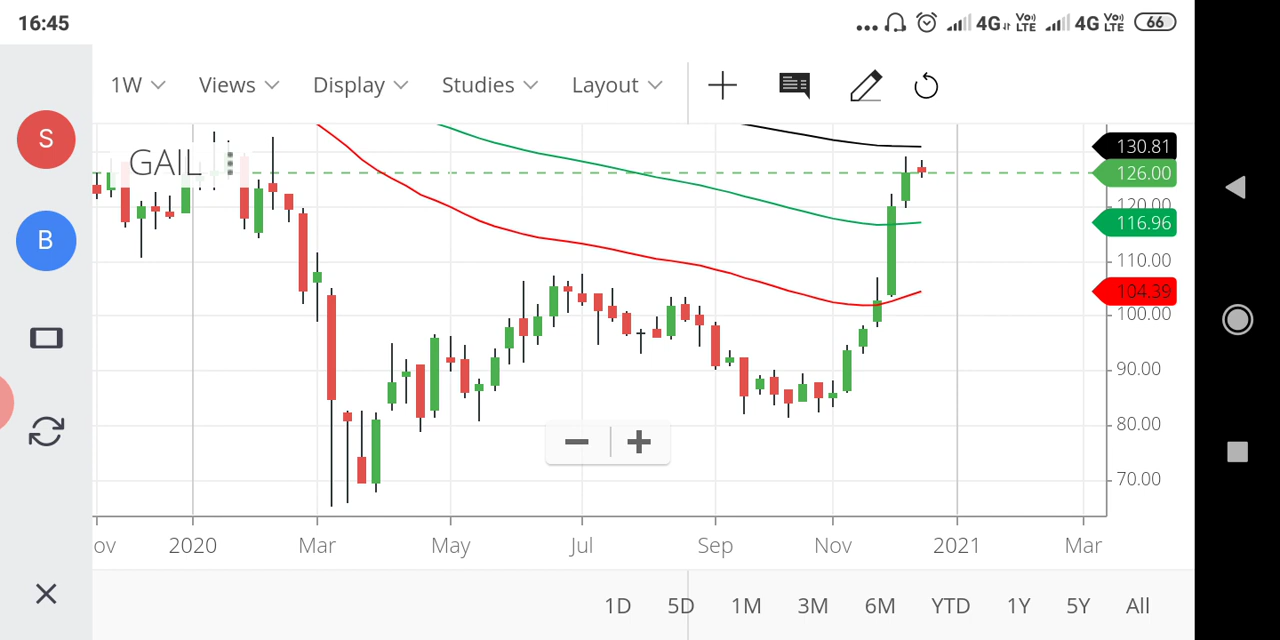 16:45 4G Vo) LTE 4G Vo) LTE 66
1W Views Display Studies Layout
S
GAIL
B
130.81
126.00
120.00
116.96
110.00
104.39
100.00
90.00
80.00
70.00
ov 2020 Mar May Jul Sep Nov 2021 Mar
1D 5D 1M 3M 6M YTD 1Y 5Y All